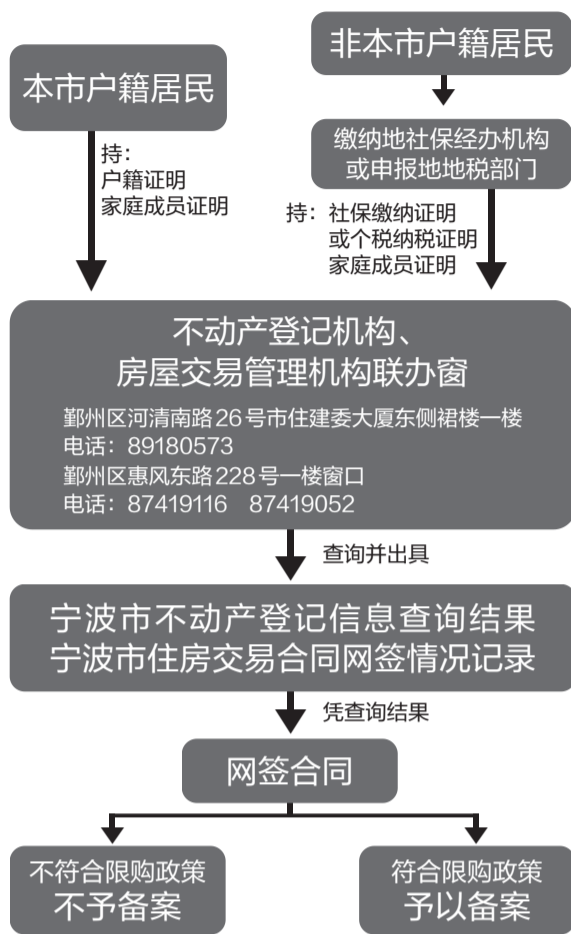 本市户籍居民
持：
户籍证明
家庭成员证明
非本市户籍居民
缴纳地社保经办机构
或申报地地税部门
持：社保缴纳证明
或个税纳税证明
家庭成员证明
不动产登记机构、
房屋交易管理机构联办窗
鄞州区河清南路26号市住建委大厦东侧裙楼一楼
电话：89180573
鄞州区惠风东路228号一楼窗口
电话：87419116 87419052
查询并出具
宁波市不动产登记信息查询结果
宁波市住房交易合同网签情况记录
凭查询结果
网签合同
不符合限购政策
不予备案
符合限购政策
予以备案